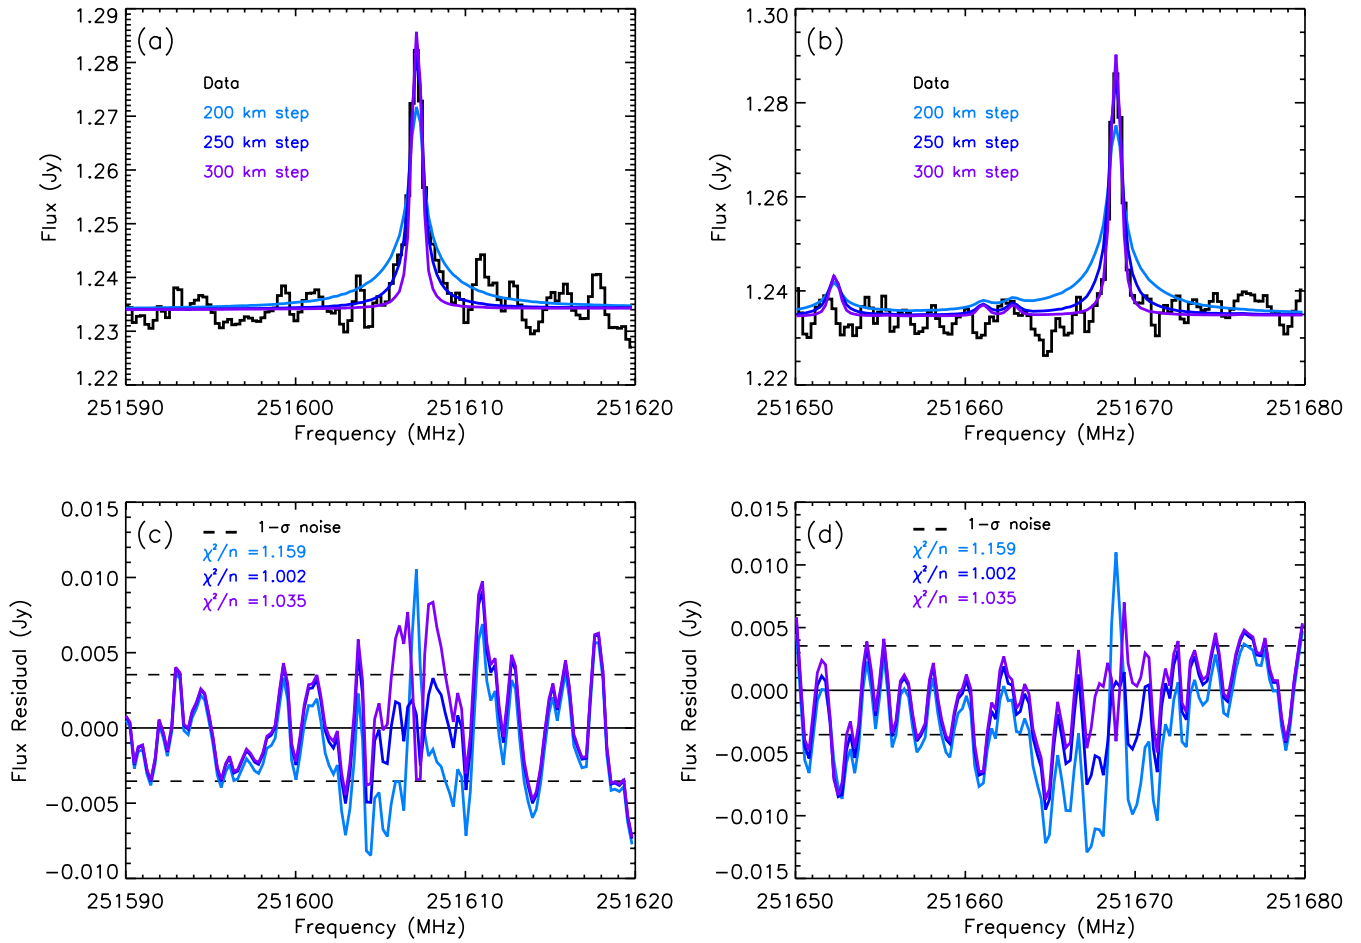 (a)
Data
200 km step
250 km step
300 km step
1.29
1.28
1.27
1.26
1.25
1.24
1.23
1.22
Flux (Jy)
251590
251600
251610
251620
Frequency (MHz)
(b)
Data
200 km step
250 km step
300 km step
1.30
1.28
1.26
1.24
1.22
Flux (Jy)
251650
251660
251670
251680
Frequency (MHz)
(c)
1-σ noise
χ²/n =1.159
χ²/n =1.002
χ²/n =1.035
0.015
0.010
0.005
0.000
-0.005
-0.010
Flux Residual (Jy)
251590
251600
251610
251620
Frequency (MHz)
(d)
1-σ noise
χ²/n =1.159
χ²/n =1.002
χ²/n =1.035
0.015
0.010
0.005
0.000
-0.005
-0.010
-0.015
Flux Residual (Jy)
251650
251660
251670
251680
Frequency (MHz)